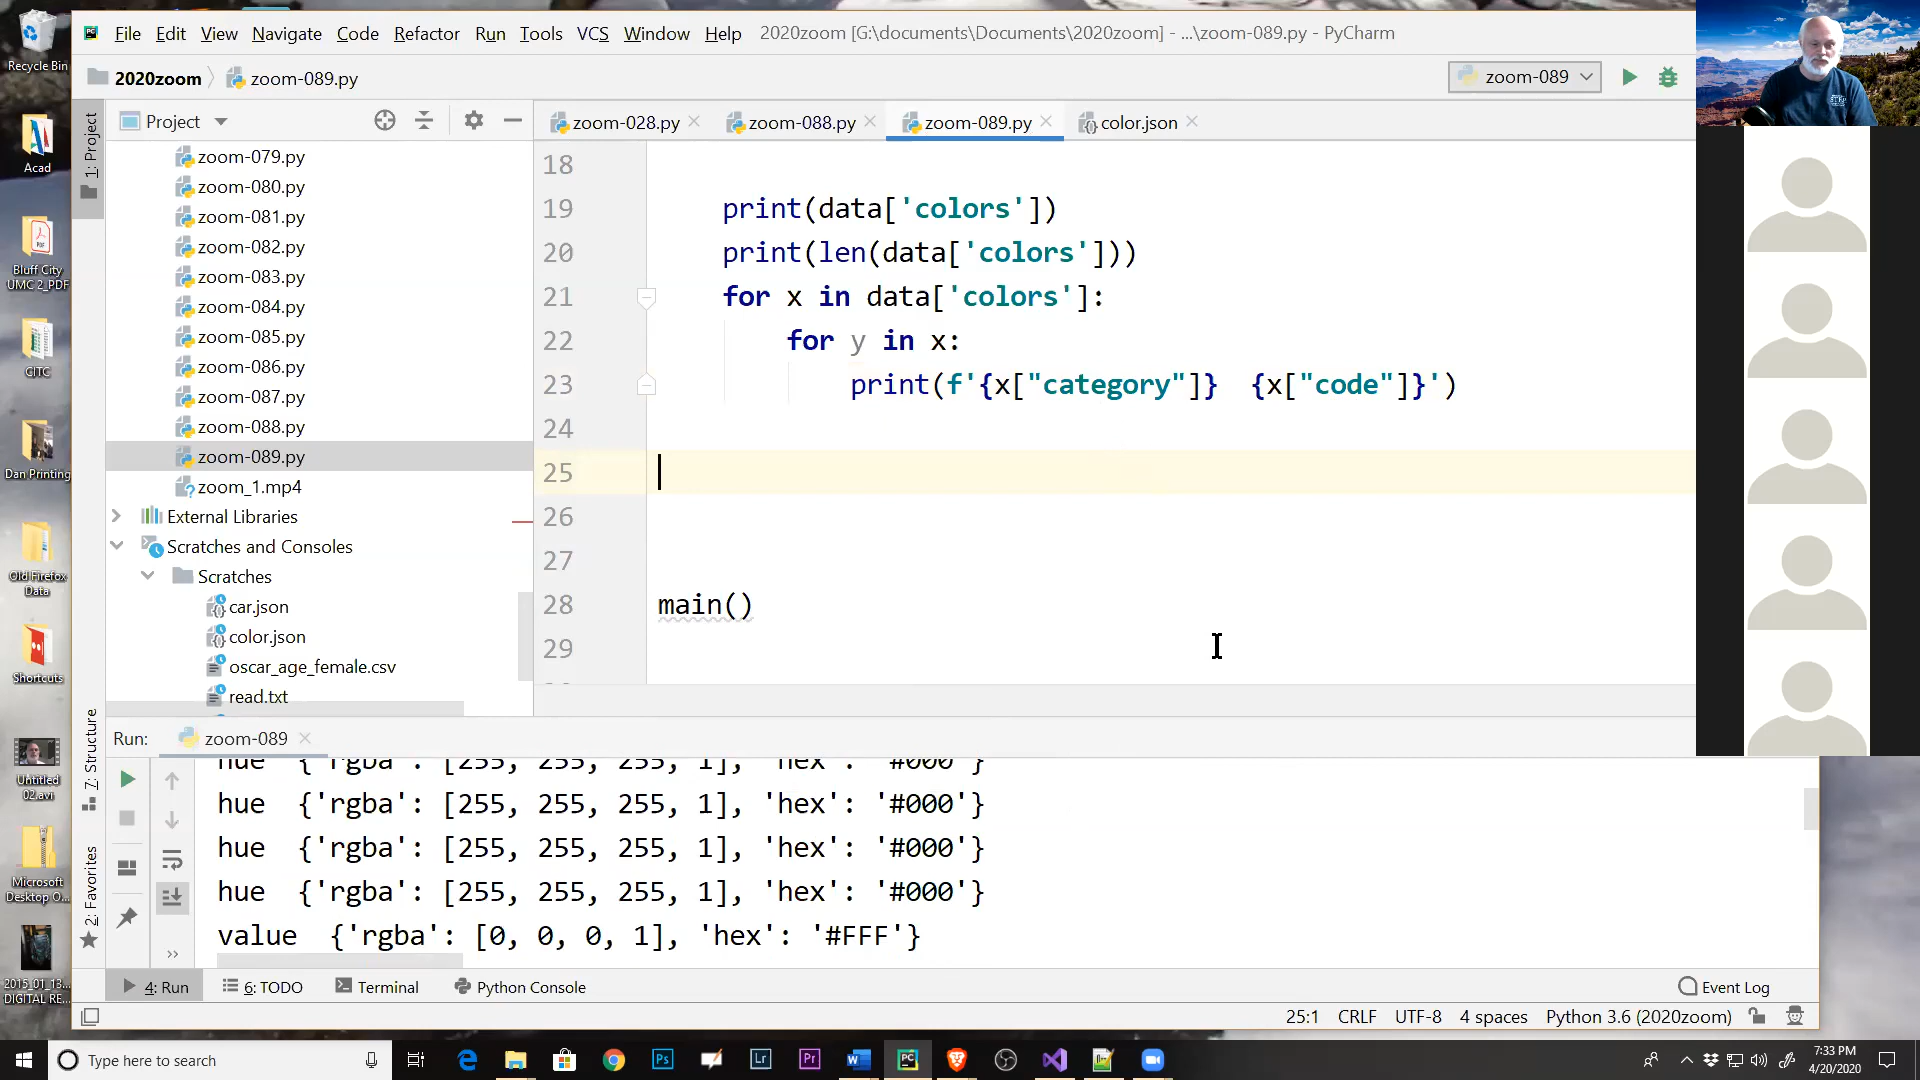 Recycle Bin
Acad
Bluff City
UMC 2_PDF
CITC
Dan Printing
Old Firefox
Data
Shortcuts
Untitled
02.avi
Microsoft
Desktop O...
2015_01_13...
DIGITAL RE...
File Edit View Navigate Code Refactor Run Tools VCS Window Help 2020zoom [G:\documents\Documents\2020zoom] - ...\zoom-089.py - PyCharm
2020zoom zoom-089.py
zoom-089
1: Project
Project
zoom-028.py zoom-088.py zoom-089.py color.json
zoom-079.py
zoom-080.py
zoom-081.py
zoom-082.py
zoom-083.py
zoom-084.py
zoom-085.py
zoom-086.py
zoom-087.py
zoom-088.py
zoom-089.py
zoom_1.mp4
External Libraries
Scratches and Consoles
Scratches
car.json
color.json
oscar_age_female.csv
read.txt
18
19 print(data['colors'])
20 print(len(data['colors']))
21 for x in data['colors']:
22 for y in x:
23 print(f'{x["category"]}  {x["code"]}')
24
25
26
27
28 main()
29
7: Structure
2: Favorites
Run: zoom-089
hue  {'rgba': [255, 255, 255, 1], 'hex': '#000'}
hue  {'rgba': [255, 255, 255, 1], 'hex': '#000'}
hue  {'rgba': [255, 255, 255, 1], 'hex': '#000'}
hue  {'rgba': [255, 255, 255, 1], 'hex': '#000'}
value  {'rgba': [0, 0, 0, 1], 'hex': '#FFF'}
4: Run 6: TODO Terminal Python Console Event Log
25:1 CRLF UTF-8 4 spaces Python 3.6 (2020zoom)
Type here to search
7:33 PM
4/20/2020